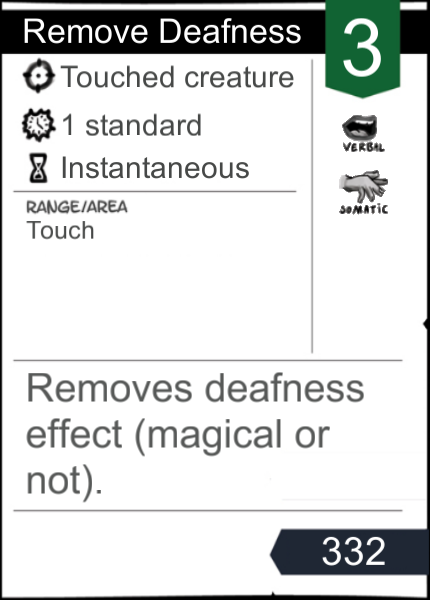 Remove Deafness
3
Touched creature
1 standard
Instantaneous
VERBAL
SOMATIC
RANGE/AREA
Touch
Removes deafness
effect (magical or
not).
332